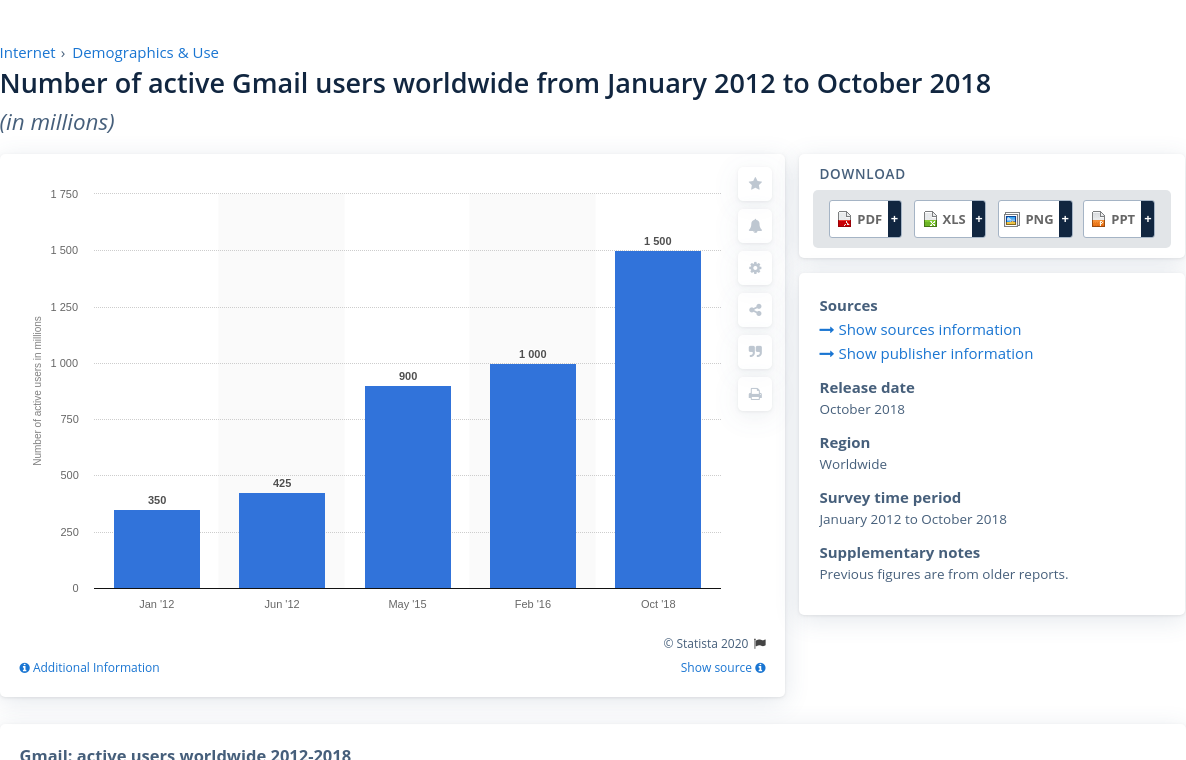 Internet › Demographics & Use
Number of active Gmail users worldwide from January 2012 to October 2018
(in millions)
Number of active users in millions
1 750
1 500
1 250
1 000
750
500
250
0
350
425
900
1 000
1 500
Jan '12
Jun '12
May '15
Feb '16
Oct '18
© Statista 2020
Additional Information
Show source
DOWNLOAD
PDF +
XLS +
PNG +
PPT +
Sources
Show sources information
Show publisher information
Release date
October 2018
Region
Worldwide
Survey time period
January 2012 to October 2018
Supplementary notes
Previous figures are from older reports.
Gmail: active users worldwide 2012-2018